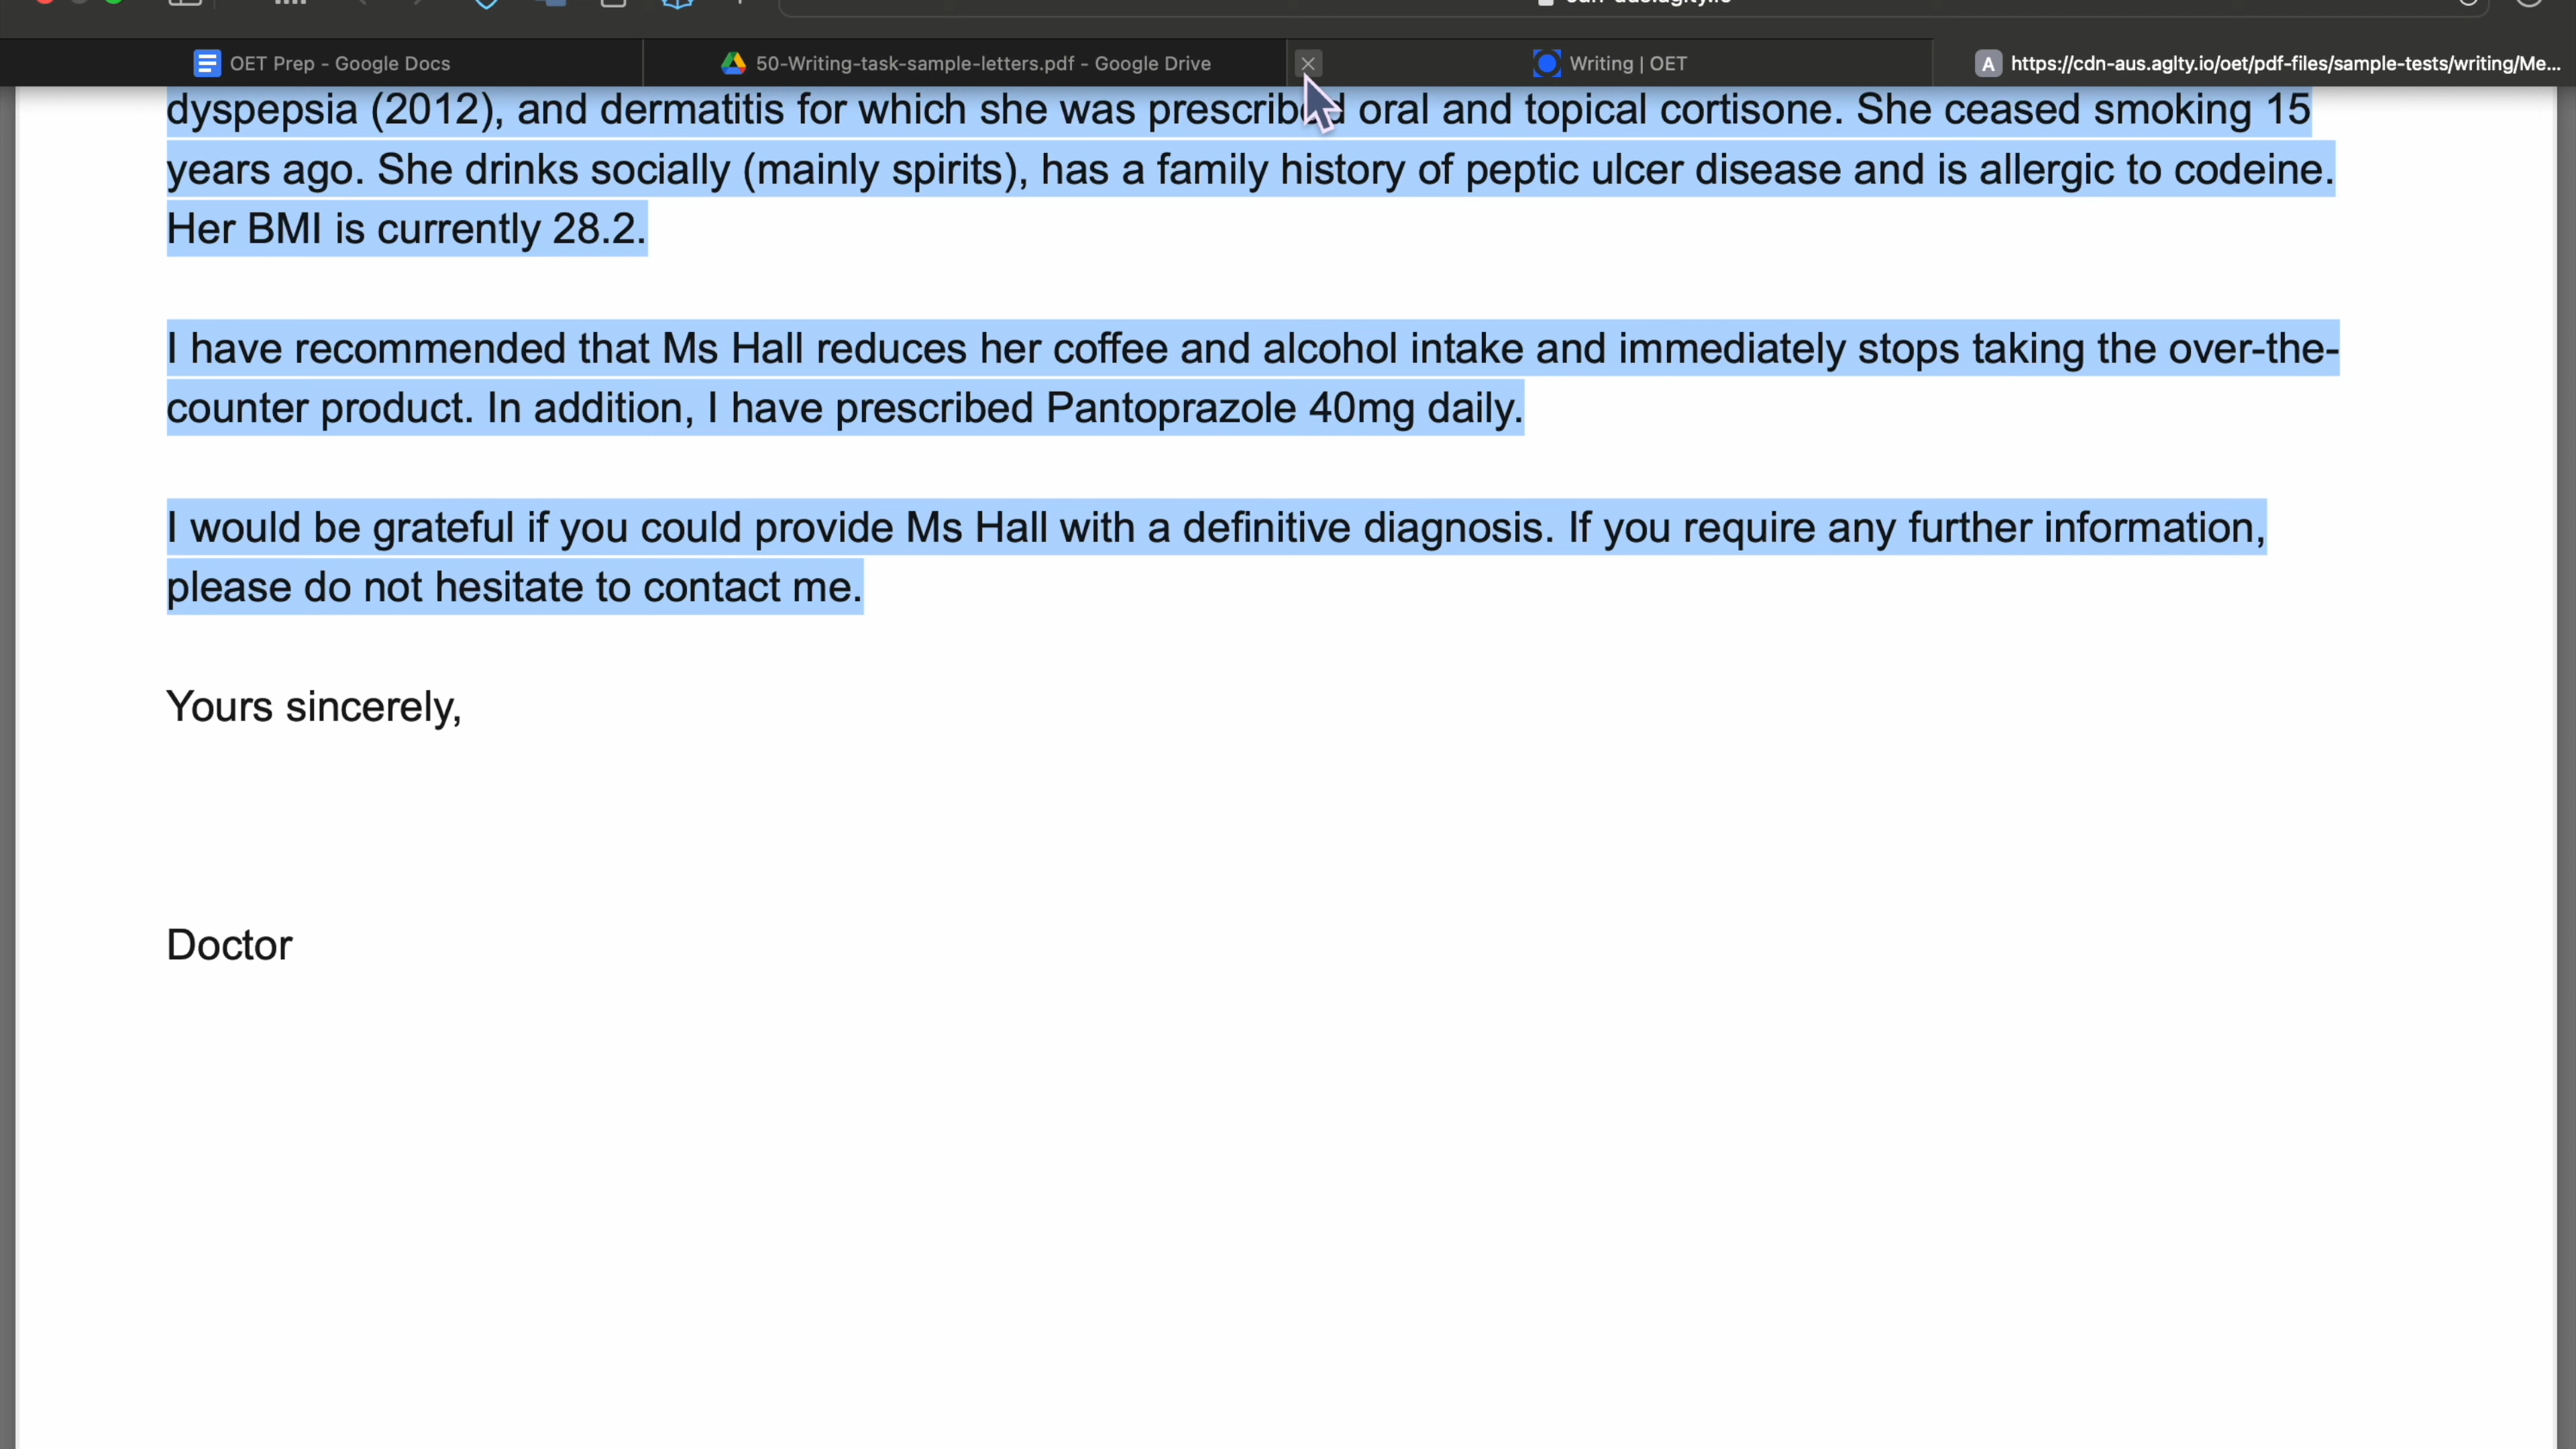 OET Prep - Google Docs
50-Writing-task-sample-letters.pdf - Google Drive
Writing | OET
A https://cdn-aus.aglty.io/oet/pdf-files/sample-tests/writing/Me...
dyspepsia (2012), and dermatitis for which she was prescribed oral and topical cortisone. She ceased smoking 15
years ago. She drinks socially (mainly spirits), has a family history of peptic ulcer disease and is allergic to codeine.
Her BMI is currently 28.2.
I have recommended that Ms Hall reduces her coffee and alcohol intake and immediately stops taking the over-the-
counter product. In addition, I have prescribed Pantoprazole 40mg daily.
I would be grateful if you could provide Ms Hall with a definitive diagnosis. If you require any further information,
please do not hesitate to contact me.
Yours sincerely,
Doctor